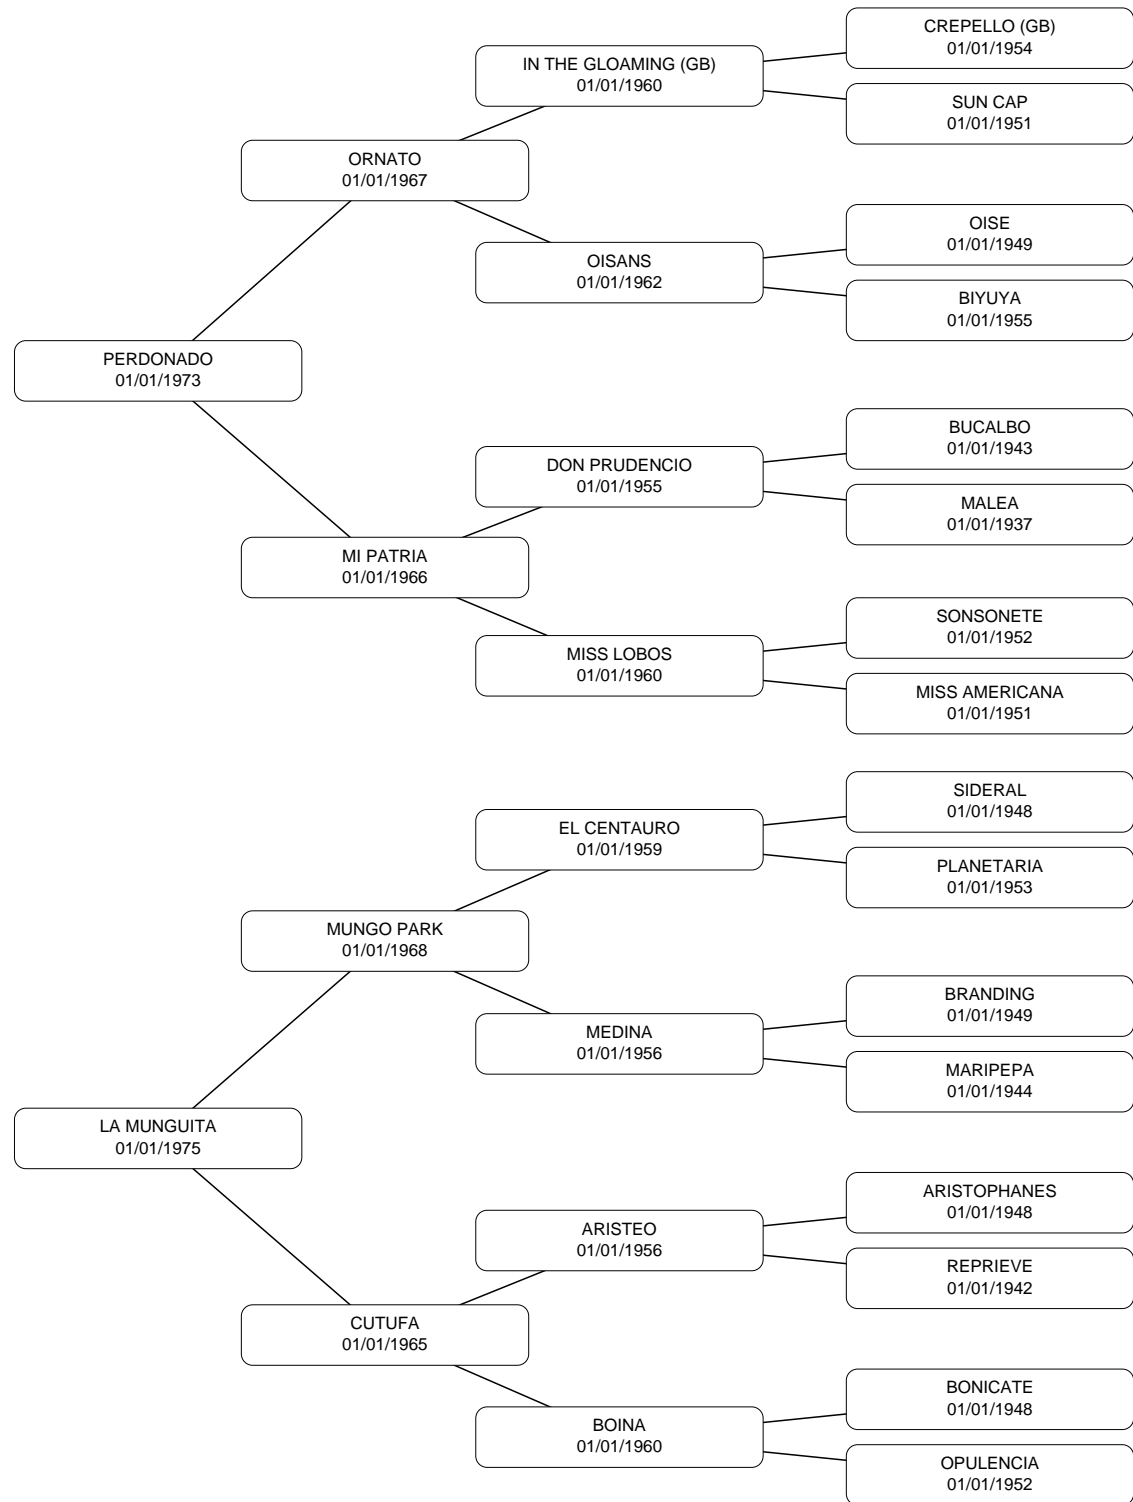 CREPELLO (GB)
01/01/1954
IN THE GLOAMING (GB)
01/01/1960
SUN CAP
01/01/1951
ORNATO
01/01/1967
OISE
01/01/1949
OISANS
01/01/1962
BIYUYA
01/01/1955
PERDONADO
01/01/1973
BUCALBO
01/01/1943
DON PRUDENCIO
01/01/1955
MALEA
01/01/1937
MI PATRIA
01/01/1966
SONSONETE
01/01/1952
MISS LOBOS
01/01/1960
MISS AMERICANA
01/01/1951
SIDERAL
01/01/1948
EL CENTAURO
01/01/1959
PLANETARIA
01/01/1953
MUNGO PARK
01/01/1968
BRANDING
01/01/1949
MEDINA
01/01/1956
MARIPEPA
01/01/1944
LA MUNGUITA
01/01/1975
ARISTOPHANES
01/01/1948
ARISTEO
01/01/1956
REPRIEVE
01/01/1942
CUTUFA
01/01/1965
BONICATE
01/01/1948
BOINA
01/01/1960
OPULENCIA
01/01/1952